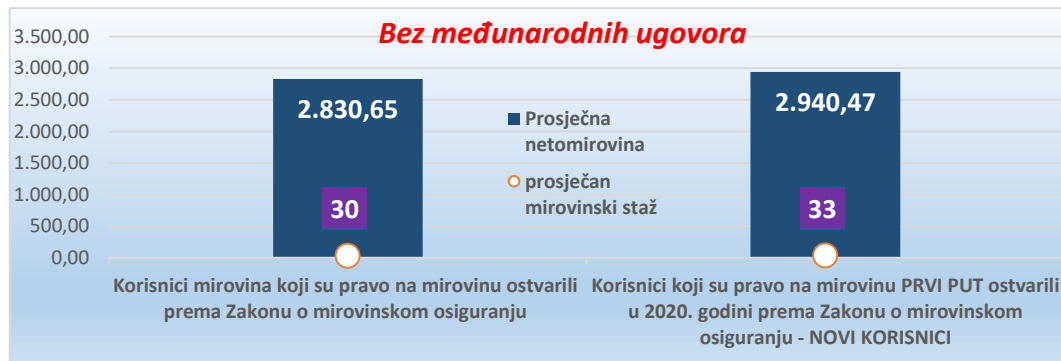 Bez međunarodnih ugovora
3.500,00
3.000,00
2.500,00
2.000,00
1.500,00
1.000,00
500,00
0,00
2.830,65
30
Prosječna
netomirovina
prosječan
mirovinski staž
2.940,47
33
Korisnici mirovina koji su pravo na mirovinu ostvarili
prema Zakonu o mirovinskom osiguranju
Korisnici koji su pravo na mirovinu PRVI PUT ostvarili
u 2020. godini prema Zakonu o mirovinskom
osiguranju - NOVI KORISNICI